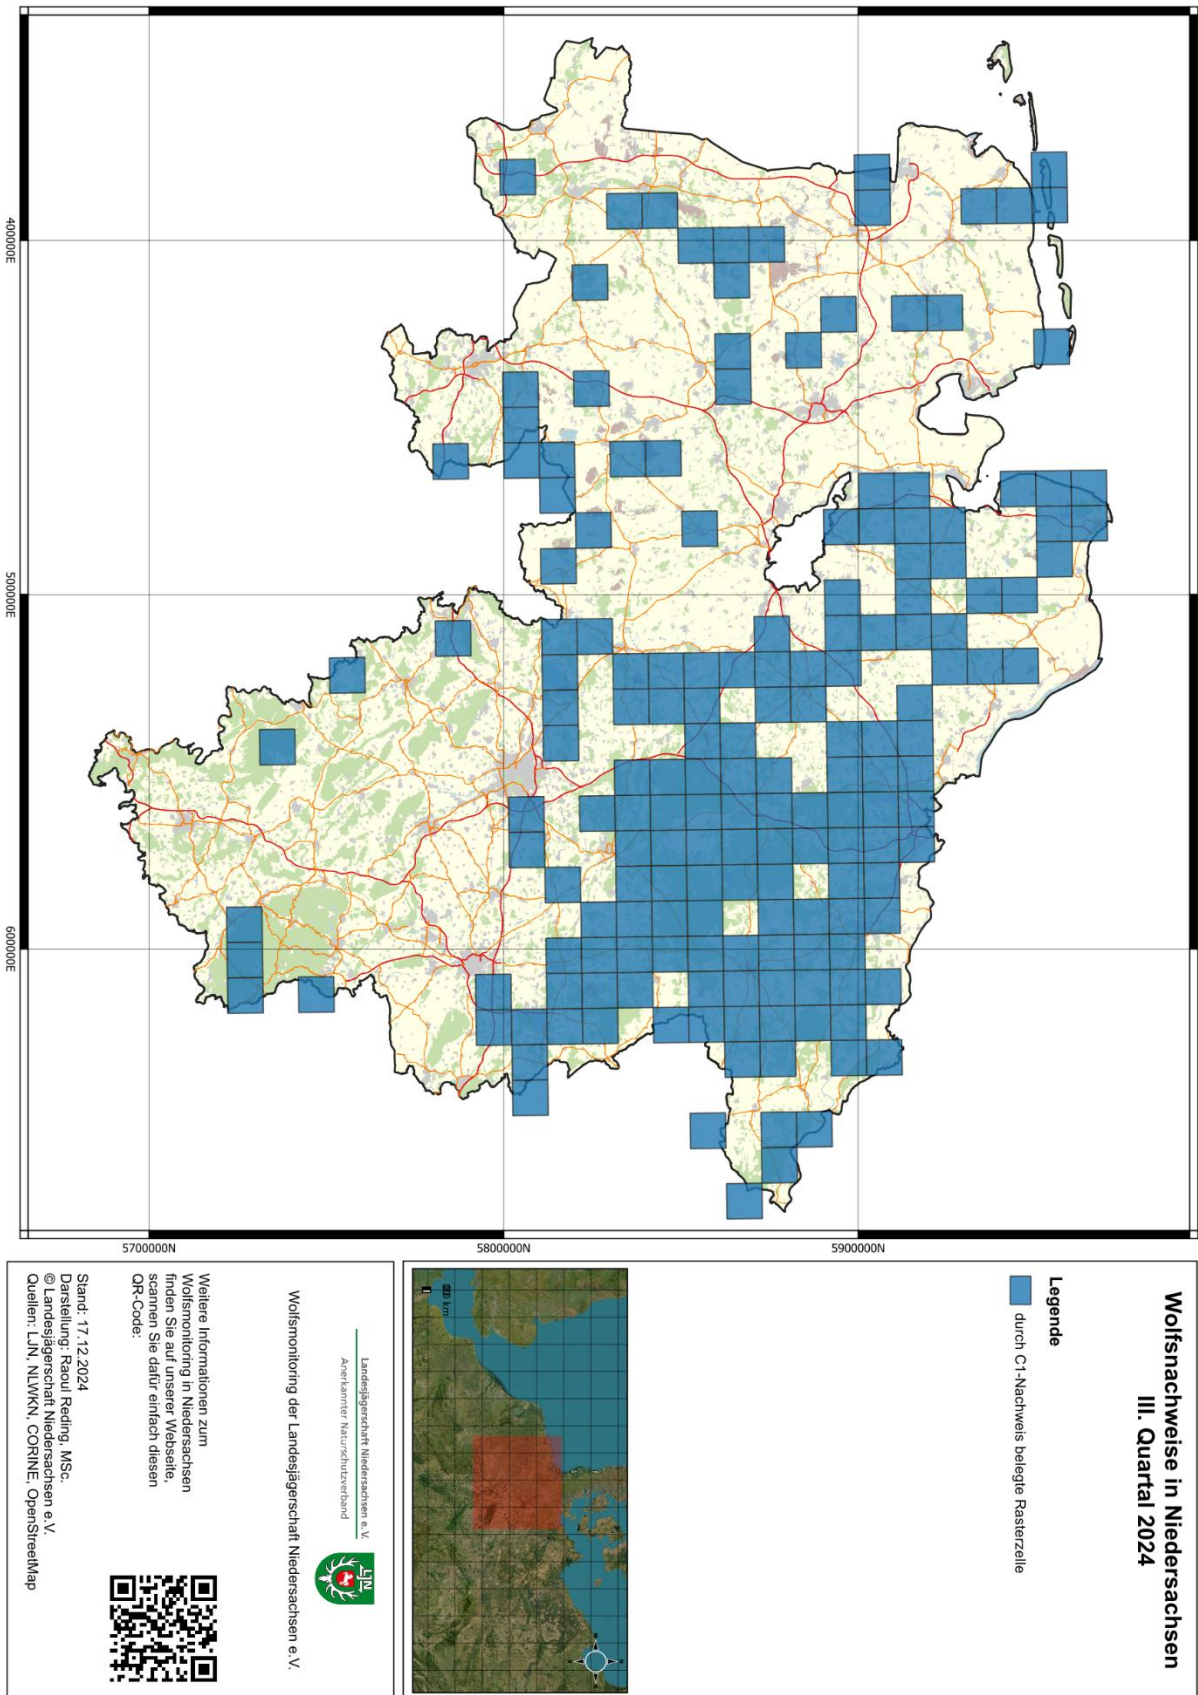 Wolfsnachweise in Niedersachsen
III. Quartal 2024
Legende
durch C1-Nachweis belegte Rasterzelle
400000E
500000E
600000E
5700000N
5800000N
5900000N
Landesjägerschaft Niedersachsen e. V.
Anerkannter Naturschutzverband
LJN
Wolfsmonitoring der Landesjägerschaft Niedersachsen e.V.
Weitere Informationen zum
Wolfsmonitoring in Niedersachsen
finden Sie auf unserer Webseite,
scannen Sie dafür einfach diesen
QR-Code:
Stand: 17.12.2024
Darstellung: Raoul Reding, MSc.
© Landesjägerschaft Niedersachsen e.V.
Quellen: LJN, NLWKN, CORINE, OpenStreetMap